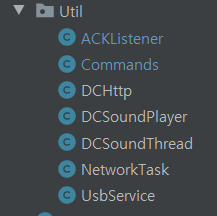 Util
ACKListener
Commands
DCHttp
DCSoundPlayer
DCSoundThread
NetworkTask
UsbService